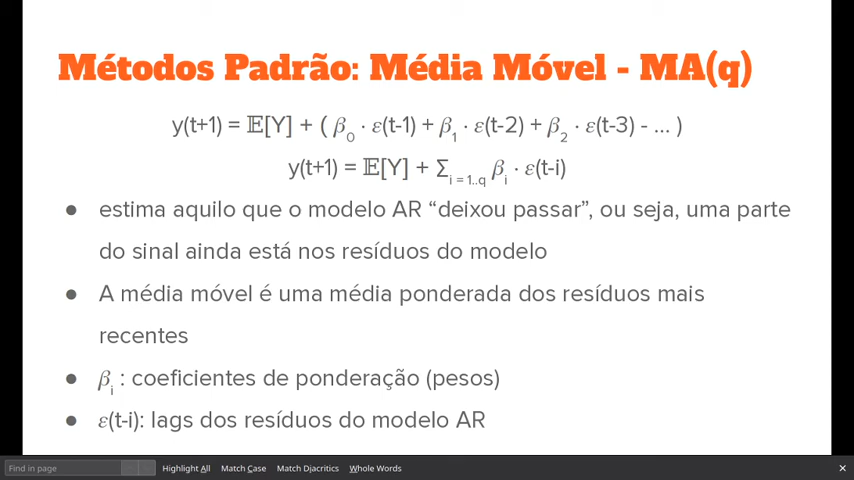 Métodos Padrão: Média Móvel - MA(q)
y(t+1) = 𝔼[Y] + ( β0 · ε(t-1) + β1 · ε(t-2) + β2 · ε(t-3) - ... )
y(t+1) = 𝔼[Y] + Σi = 1..q βi · ε(t-i)
● estima aquilo que o modelo AR “deixou passar”, ou seja, uma parte
do sinal ainda está nos resíduos do modelo
● A média móvel é uma média ponderada dos resíduos mais
recentes
● βi : coeficientes de ponderação (pesos)
● ε(t-i): lags dos resíduos do modelo AR
Find in page Highlight All Match Case Match Diacritics Whole Words